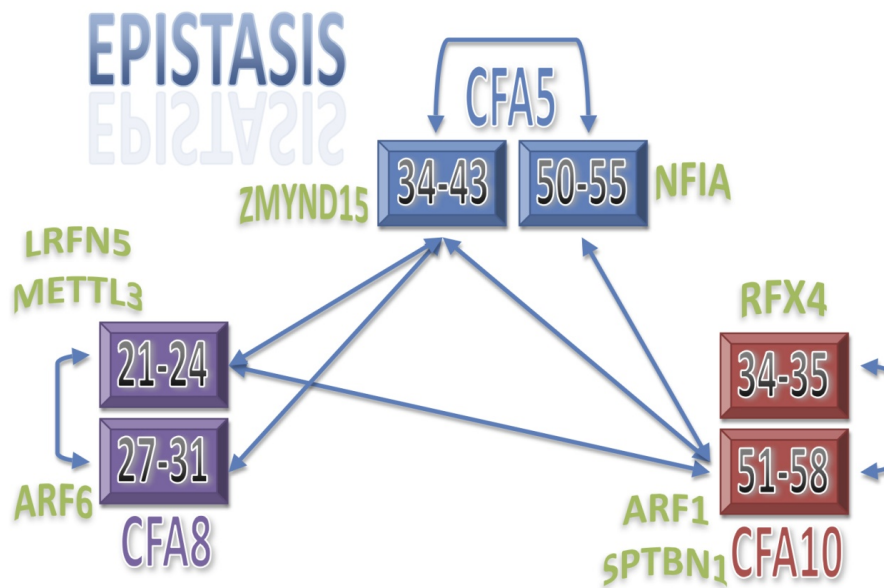 EPISTASIS
CFA5
34-43
50-55
ZMYND15
NFIA
LRFN5
METTL3
RFX4
21-24
34-35
27-31
51-58
ARF6
ARF1
CFA8
SPTBN1
CFA10